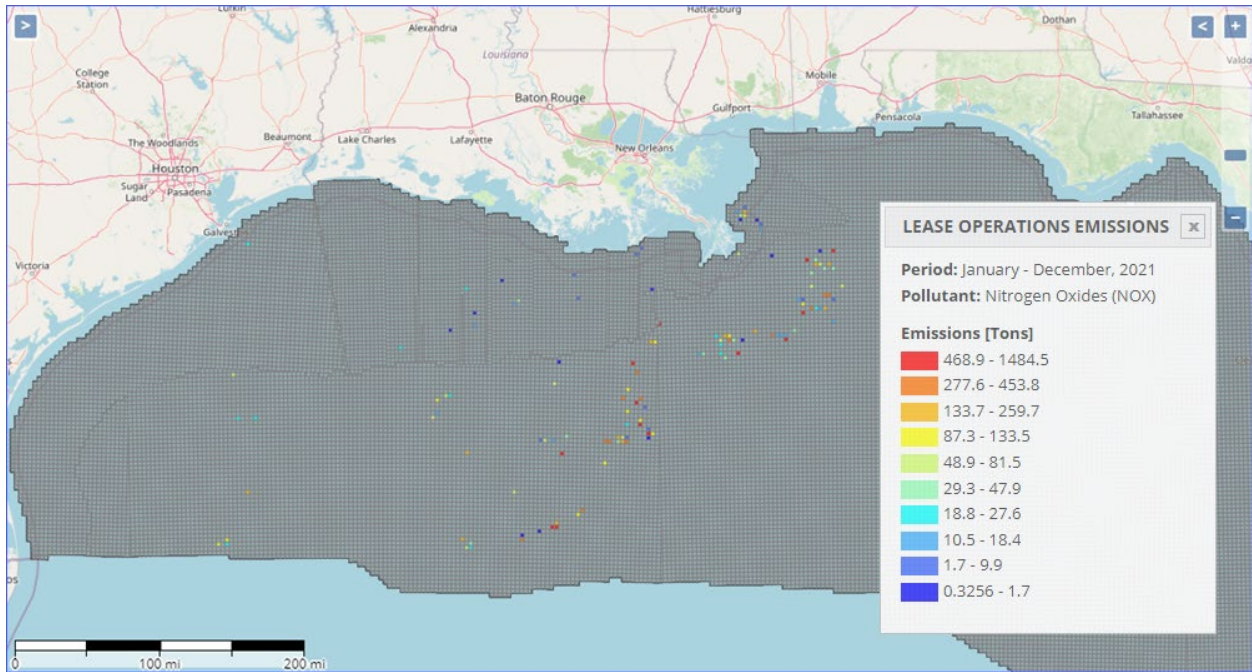 Lufkin
Alexandria
Hattiesburg
Dothan
>
<
+
Louisiana
Valdo
College
Station
Mobile
Baton Rouge
Gulfport
Pensacola
Tallahassee
The Woodlands
Beaumont
Lake Charles
Lafayette
New Orleans
Houston
Sugar
Land
Pasadena
Galvest
−
LEASE OPERATIONS EMISSIONS
x
Victoria
Period: January - December, 2021
Pollutant: Nitrogen Oxides (NOX)
Emissions [Tons]
468.9 - 1484.5
277.6 - 453.8
133.7 - 259.7
87.3 - 133.5
48.9 - 81.5
29.3 - 47.9
18.8 - 27.6
10.5 - 18.4
1.7 - 9.9
0.3256 - 1.7
os
0
100 mi
200 mi